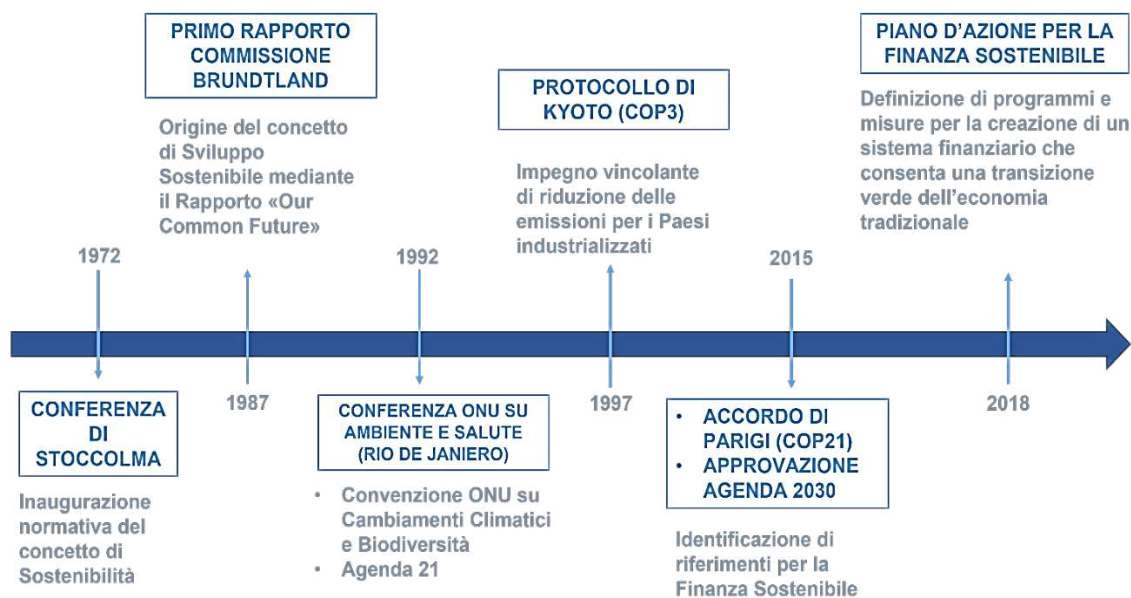 PRIMO RAPPORTO
COMMISSIONE
BRUNDTLAND
Origine del concetto
di Sviluppo
Sostenibile mediante
il Rapporto «Our
Common Future»
PROTOCOLLO DI
KYOTO (COP3)
Impegno vincolante
di riduzione delle
emissioni per i Paesi
industrializzati
PIANO D’AZIONE PER LA
FINANZA SOSTENIBILE
Definizione di programmi e
misure per la creazione di un
sistema finanziario che
consenta una transizione
verde dell’economia
tradizionale
1972
1992
2015
1987
1997
2018
CONFERENZA
DI
STOCCOLMA
Inaugurazione
normativa del
concetto di
Sostenibilità
CONFERENZA ONU SU
AMBIENTE E SALUTE
(RIO DE JANIERO)
• Convenzione ONU su
Cambiamenti Climatici
e Biodiversità
• Agenda 21
• ACCORDO DI
PARIGI (COP21)
• APPROVAZIONE
AGENDA 2030
Identificazione di
riferimenti per la
Finanza Sostenibile